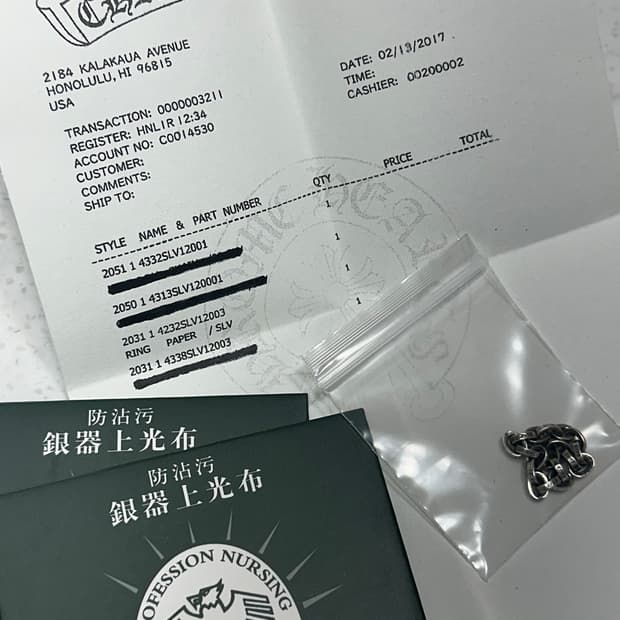 2184 KALAKAUA AVENUE
HONOLULU, HI 96815
USA
DATE: 02/13/2017
TIME:
CASHIER: 00200002
TRANSACTION: 0000003211
REGISTER: HNL1R 12:34
ACCOUNT NO: C0014530
CUSTOMER:
COMMENTS:
SHIP TO:
STYLE NAME & PART NUMBER QTY PRICE TOTAL
2051 1 4332SLV12001 1
2050 1 4313SLV120001 1
2031 1 4232SLV12003 1
RING PAPER / SLV
2031 1 4338SLV12003 1
防沾污
銀器上光布
防沾污
銀器上光布
NURSING